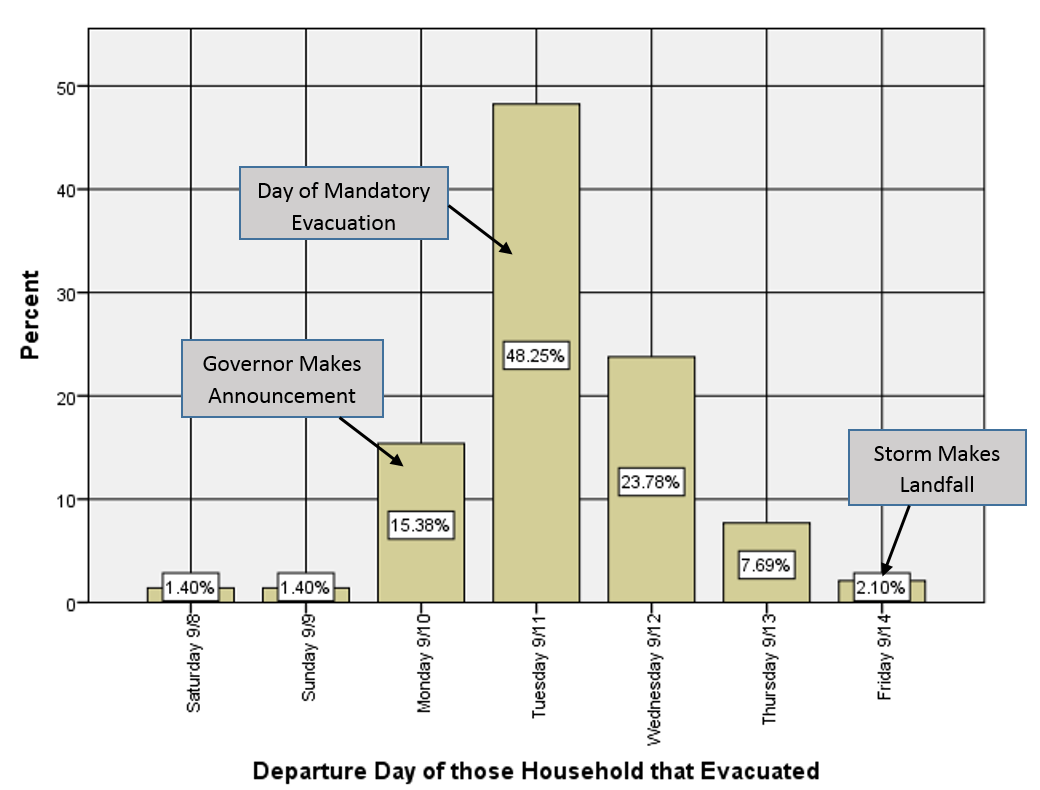 Percent
50
40
30
20
10
0
Day of Mandatory
Evacuation
Governor Makes
Announcement
Storm Makes
Landfall
1.40%
1.40%
15.38%
48.25%
23.78%
7.69%
2.10%
Saturday 9/8
Sunday 9/9
Monday 9/10
Tuesday 9/11
Wednesday 9/12
Thursday 9/13
Friday 9/14
Departure Day of those Household that Evacuated